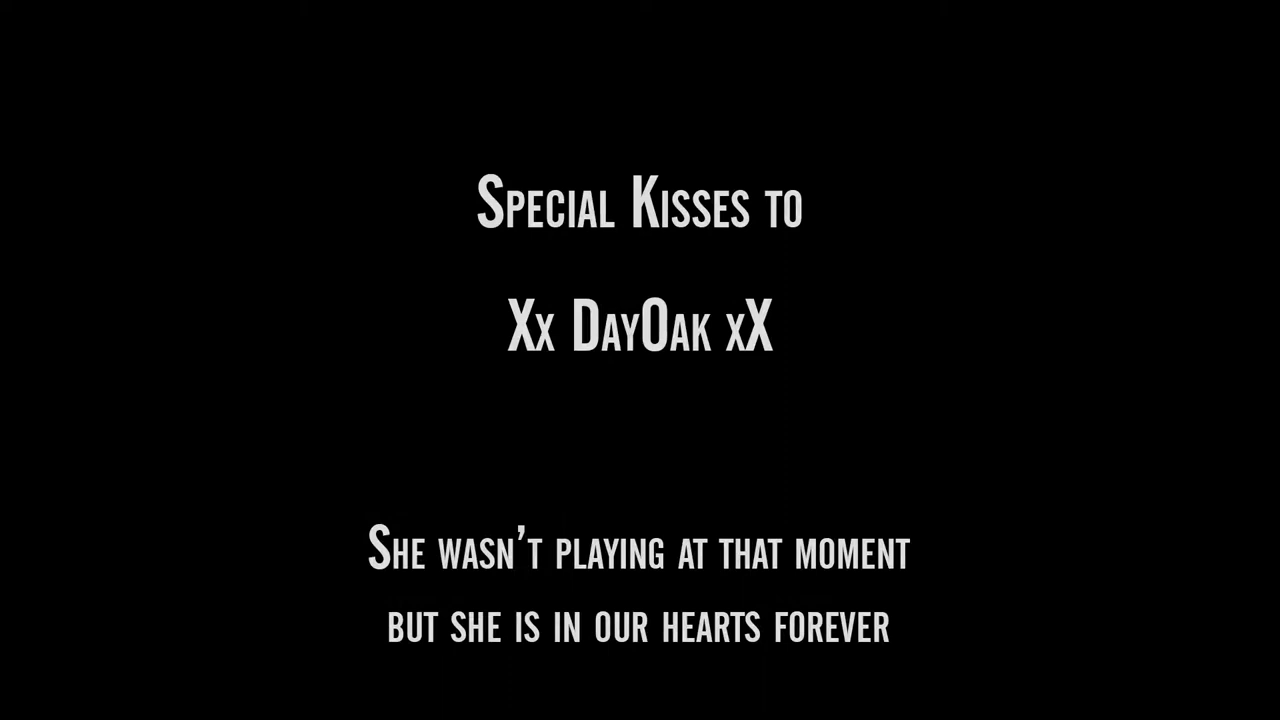 Special Kisses to
Xx DayOak xX
She wasn't playing at that moment
but she is in our hearts forever